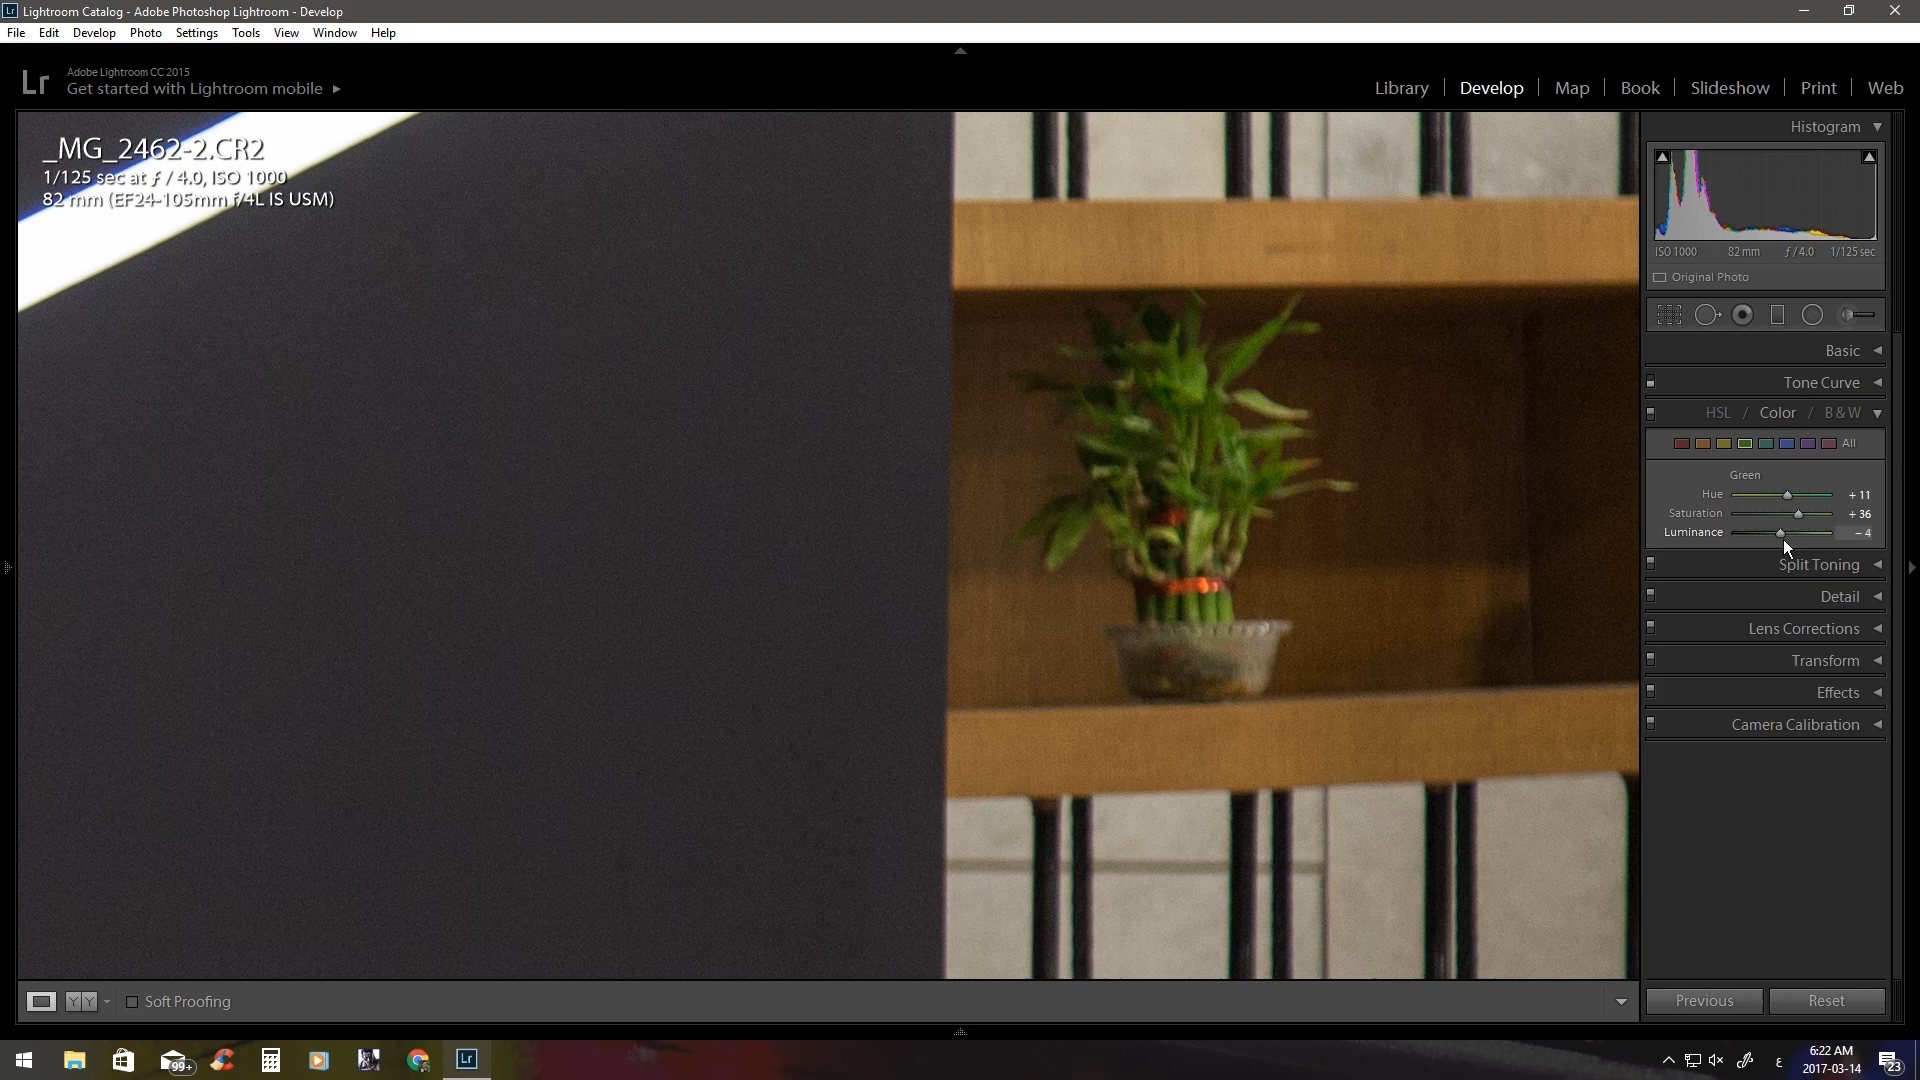 Lr Lightroom Catalog - Adobe Photoshop Lightroom - Develop
File Edit Develop Photo Settings Tools View Window Help
Adobe Lightroom CC 2015
Lr Get started with Lightroom mobile
Library Develop Map Book Slideshow Print Web
_MG_2462-2.CR2
1/125 sec at ƒ / 4.0, ISO 1000
82 mm (EF24-105mm f/4L IS USM)
Histogram
ISO 1000 82 mm ƒ / 4.0 1/125 sec
Original Photo
Basic
Tone Curve
HSL / Color / B & W
All
Green
Hue + 11
Saturation + 36
Luminance - 4
Split Toning
Detail
Lens Corrections
Transform
Effects
Camera Calibration
Y Y Soft Proofing
Previous Reset
99+
Lr
ع
6:22 AM
2017-03-14
23